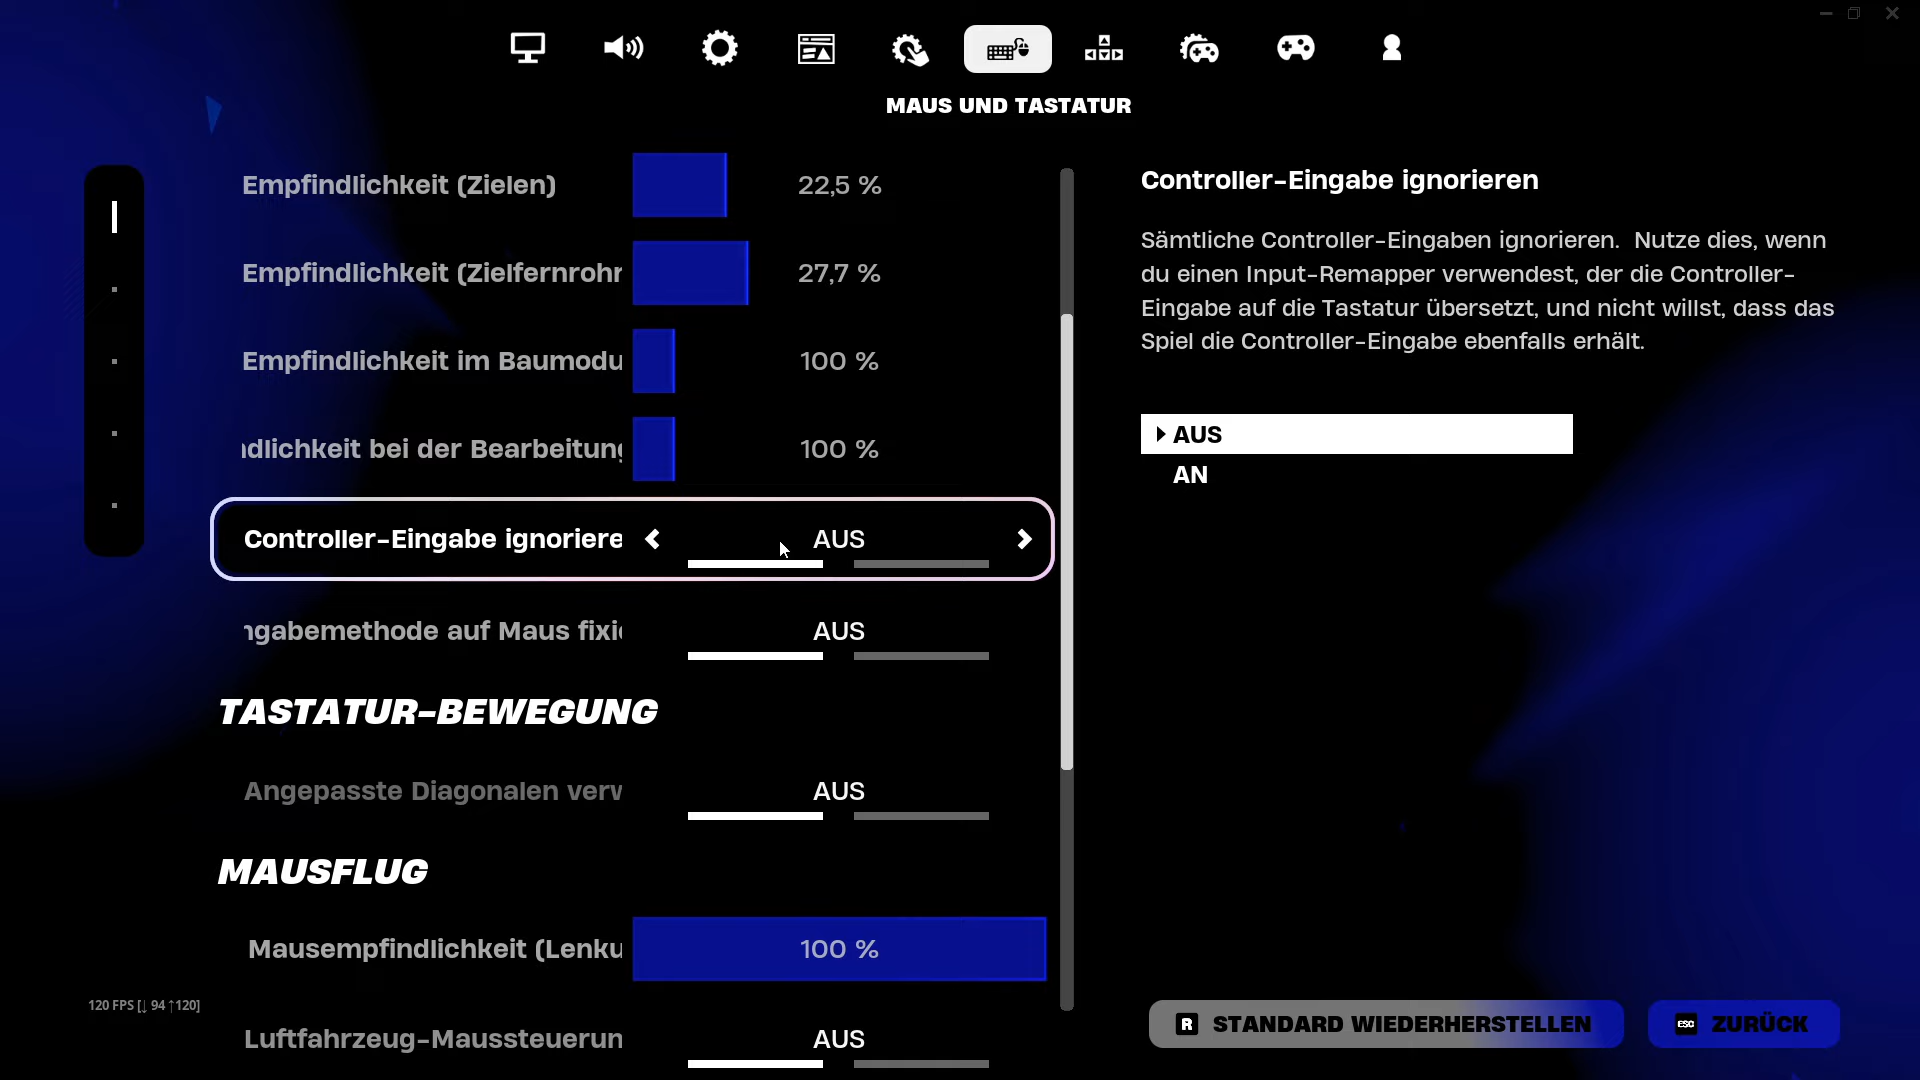 MAUS UND TASTATUR
Empfindlichkeit (Zielen)
22,5 %
Empfindlichkeit (Zielfernrohr
27,7 %
Empfindlichkeit im Baumodu
100 %
ndlichkeit bei der Bearbeitung
100 %
Controller-Eingabe ignoriere
AUS
ngabemethode auf Maus fixie
AUS
TASTATUR-BEWEGUNG
Angepasste Diagonalen verw
AUS
MAUSFLUG
Mausempfindlichkeit (Lenku
100 %
Luftfahrzeug-Maussteuerun
AUS
Controller-Eingabe ignorieren
Sämtliche Controller-Eingaben ignorieren.  Nutze dies, wenn
du einen Input-Remapper verwendest, der die Controller-
Eingabe auf die Tastatur übersetzt, und nicht willst, dass das
Spiel die Controller-Eingabe ebenfalls erhält.
AUS
AN
120 FPS [↓ 94 ↑120]
R STANDARD WIEDERHERSTELLEN
ESC ZURÜCK